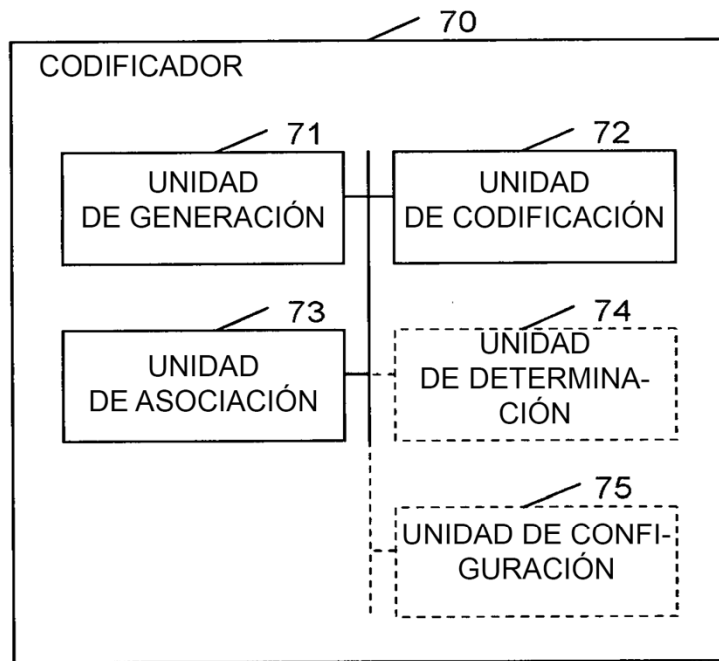 70
CODIFICADOR
71
UNIDAD
DE GENERACIÓN
72
UNIDAD
DE CODIFICACIÓN
73
UNIDAD
DE ASOCIACIÓN
74
UNIDAD
DE DETERMINA-
CIÓN
75
UNIDAD DE CONFI-
GURACIÓN